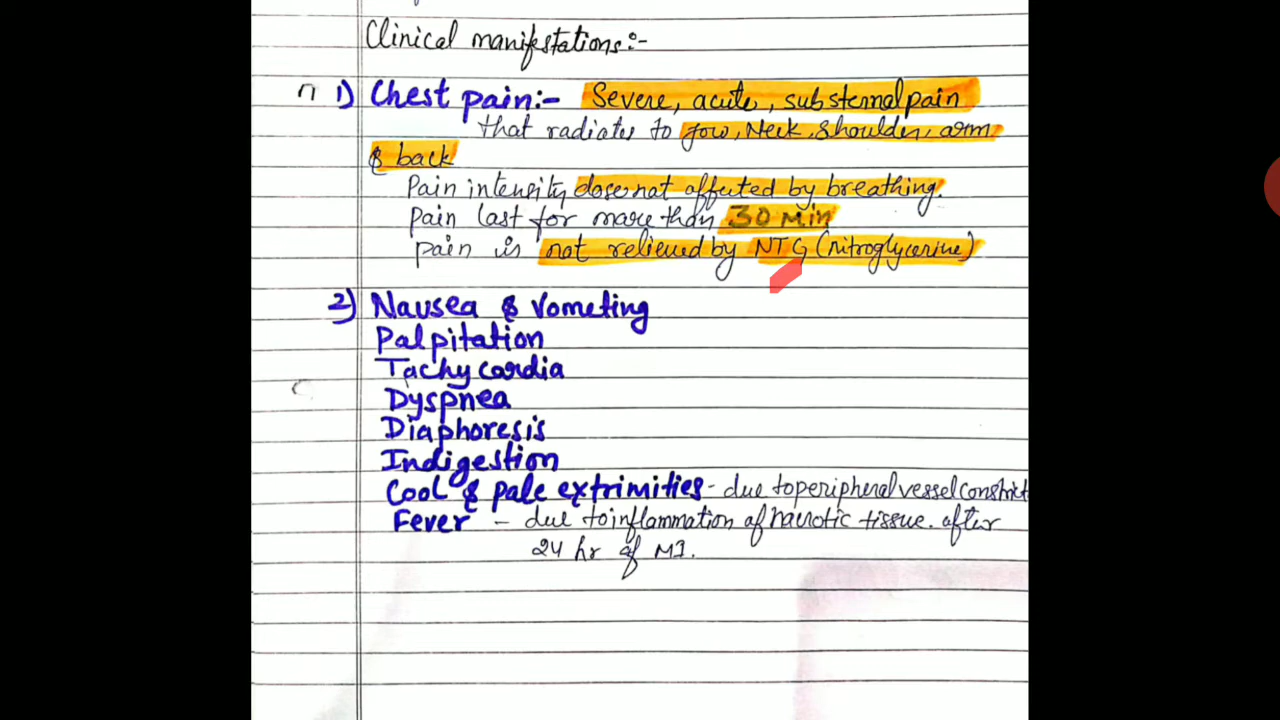 Clinical manifestations:-
1) Chest pain:- Severe, acute, substernal pain
that radiates to jow, Neck, Shoulder, arm
& back
Pain intensity dose not affected by breathing.
Pain last for more than 30 Min
pain is not relieved by NTG (nitroglycerine)
2) Nausea & Vometing
Palpitation
Tachycardia
Dyspnea
Diaphoresis
Indigestion
Cool & pale extrimities - due to peripheral vessel constrict
Fever - due to inflammation of nacrotic tissue. after
24 hr of MI.